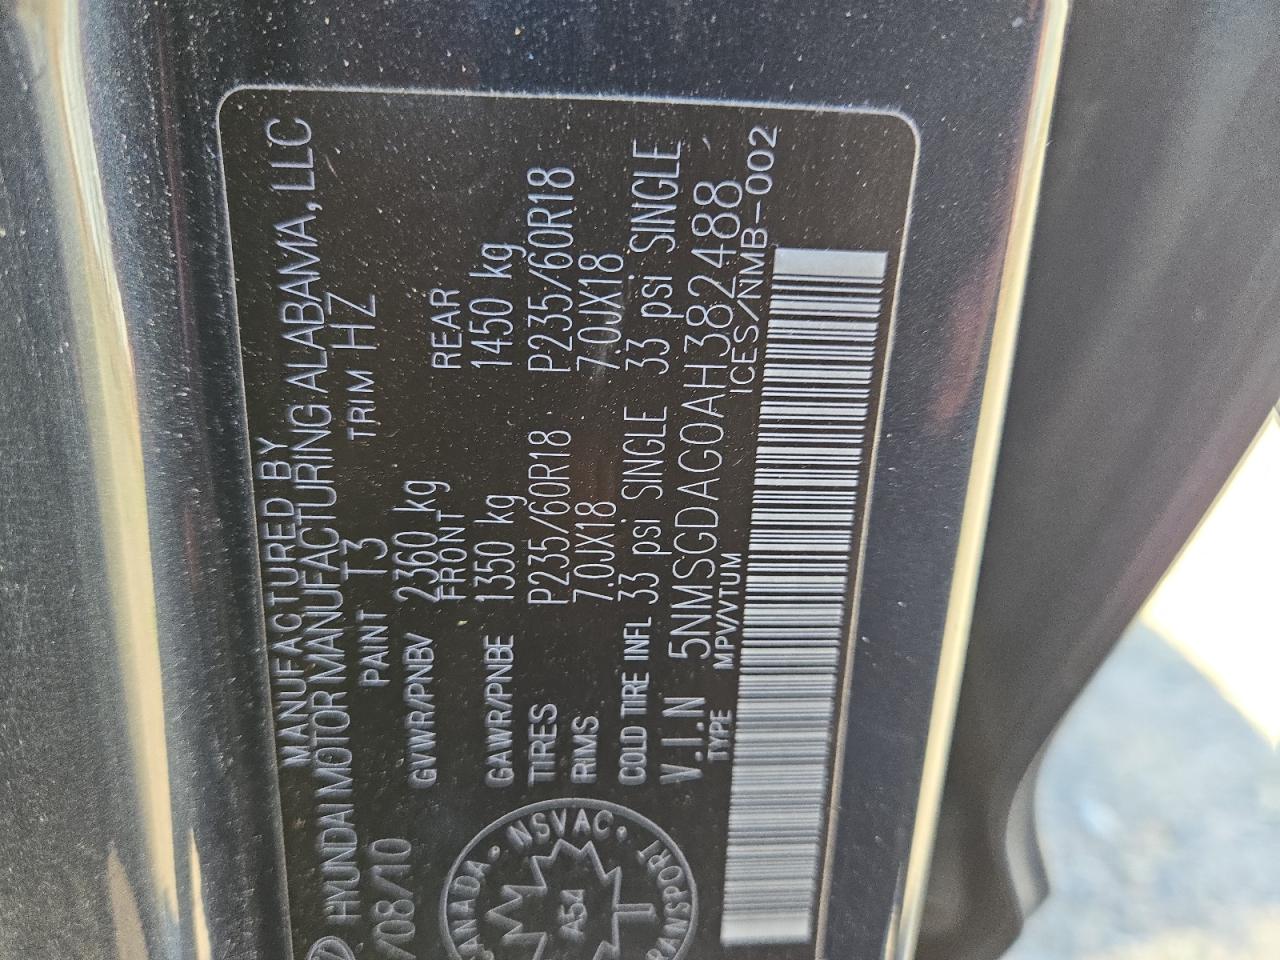 MANUFACTURED BY
HYUNDAI MOTOR MANUFACTURING ALABAMA, LLC
/08/10 PAINT T3 TRIM HZ
GVWR/PNBV 2360 kg
FRONT REAR
GAWR/PNBE 1350 kg 1450 kg
TIRES P235/60R18 P235/60R18
RIMS 7.0JX18 7.0JX18
COLD TIRE INFL 33 psi SINGLE 33 psi SINGLE
V.I.N 5NMSGDAG0AH382488
TYPE MPV/VTUM ICES/NMB-002
CANADA • NSVAC •
A54
TRANSPORT